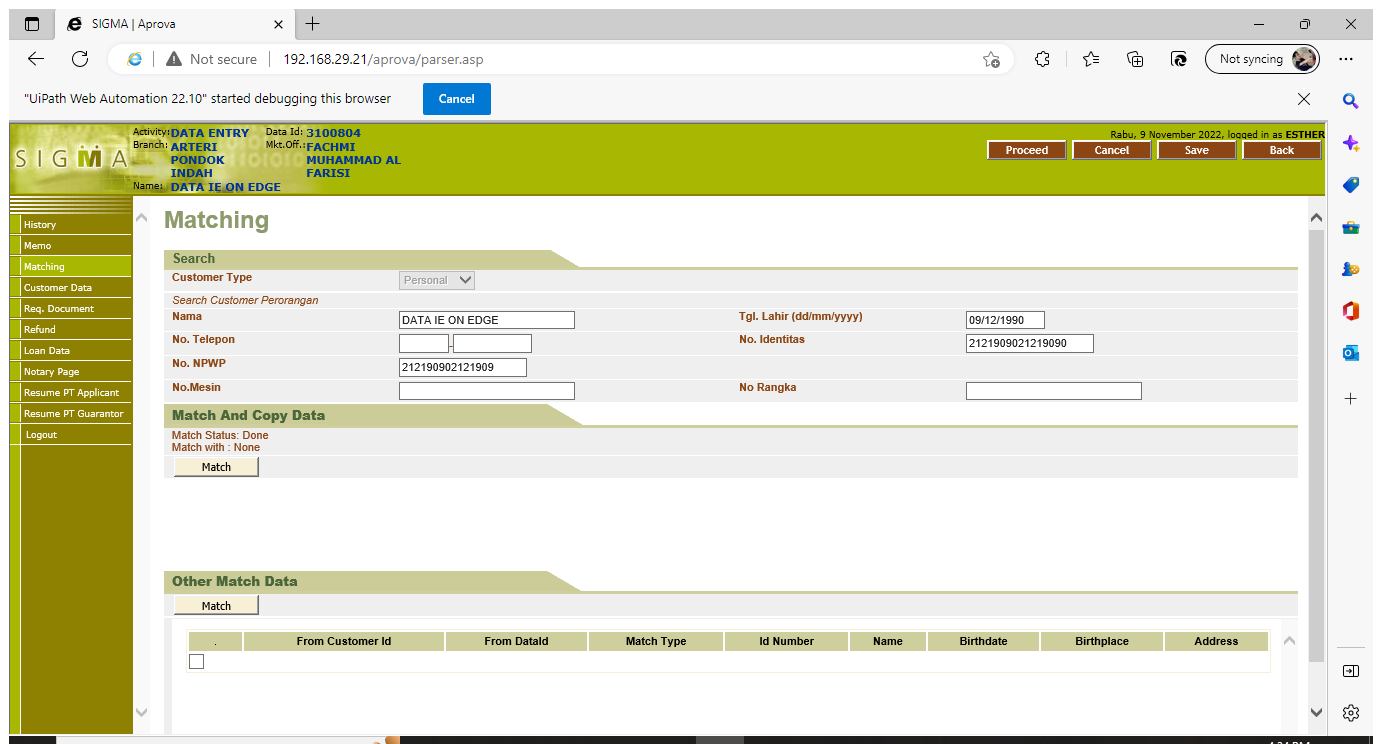 SIGMA | Aprova
Not secure 192.168.29.21/aprova/parser.asp Not syncing
"UiPath Web Automation 22.10" started debugging this browser Cancel
SIGMA
Activity: DATA ENTRY Data Id: 3100804
Branch: ARTERI PONDOK INDAH Mkt.Off.: FACHMI MUHAMMAD AL FARISI
Name: DATA IE ON EDGE
Rabu, 9 November 2022, logged in as ESTHER
Proceed Cancel Save Back
History
Memo
Matching
Customer Data
Req. Document
Refund
Loan Data
Notary Page
Resume PT Applicant
Resume PT Guarantor
Logout
Matching
Search
Customer Type Personal
Search Customer Perorangan
Nama DATA IE ON EDGE Tgl. Lahir (dd/mm/yyyy) 09/12/1990
No. Telepon - No. Identitas 2121909021219090
No. NPWP 212190902121909
No.Mesin No Rangka
Match And Copy Data
Match Status: Done
Match with : None
Match
Other Match Data
Match
. From Customer Id From DataId Match Type Id Number Name Birthdate Birthplace Address